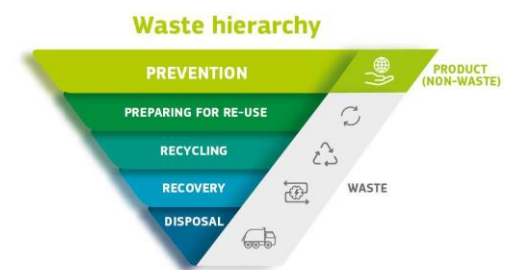 Waste hierarchy
PREVENTION
PRODUCT
(NON-WASTE)
PREPARING FOR RE-USE
RECYCLING
RECOVERY
WASTE
DISPOSAL